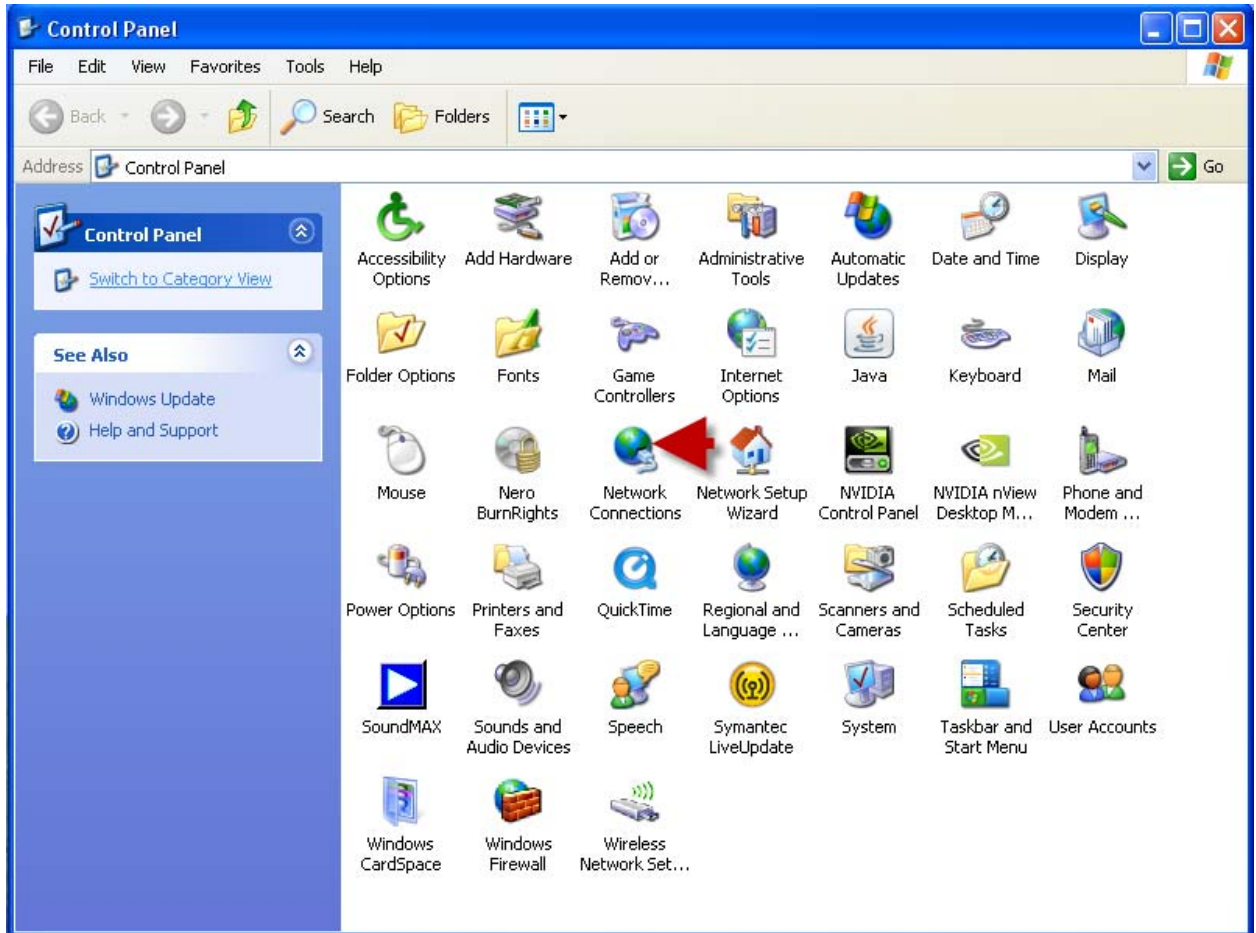 Control Panel
File Edit View Favorites Tools Help
Back Search Folders
Address Control Panel Go
Control Panel
Switch to Category View
See Also
Windows Update
Help and Support
Accessibility Options
Add Hardware
Add or Remov...
Administrative Tools
Automatic Updates
Date and Time
Display
Folder Options
Fonts
Game Controllers
Internet Options
Java
Keyboard
Mail
Mouse
Nero BurnRights
Network Connections
Network Setup Wizard
NVIDIA Control Panel
NVIDIA nView Desktop M...
Phone and Modem ...
Power Options
Printers and Faxes
QuickTime
Regional and Language ...
Scanners and Cameras
Scheduled Tasks
Security Center
SoundMAX
Sounds and Audio Devices
Speech
Symantec LiveUpdate
System
Taskbar and Start Menu
User Accounts
Windows CardSpace
Windows Firewall
Wireless Network Set...